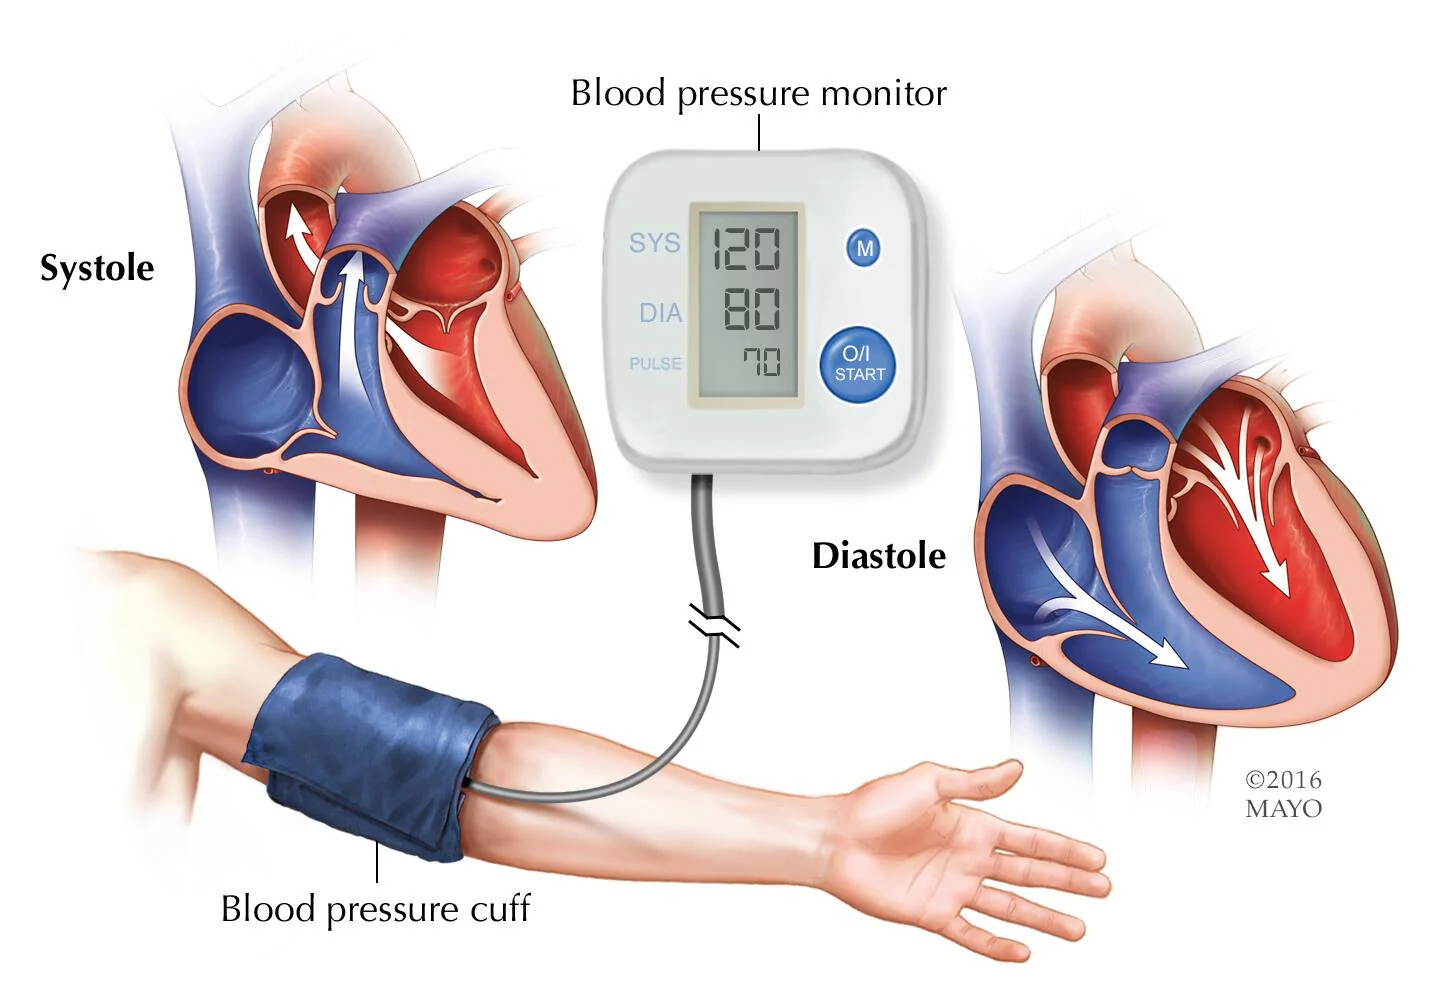 Blood pressure monitor
Systole
SYS 120
DIA 80
PULSE 70
M
O/I
START
Diastole
Blood pressure cuff
©2016
MAYO